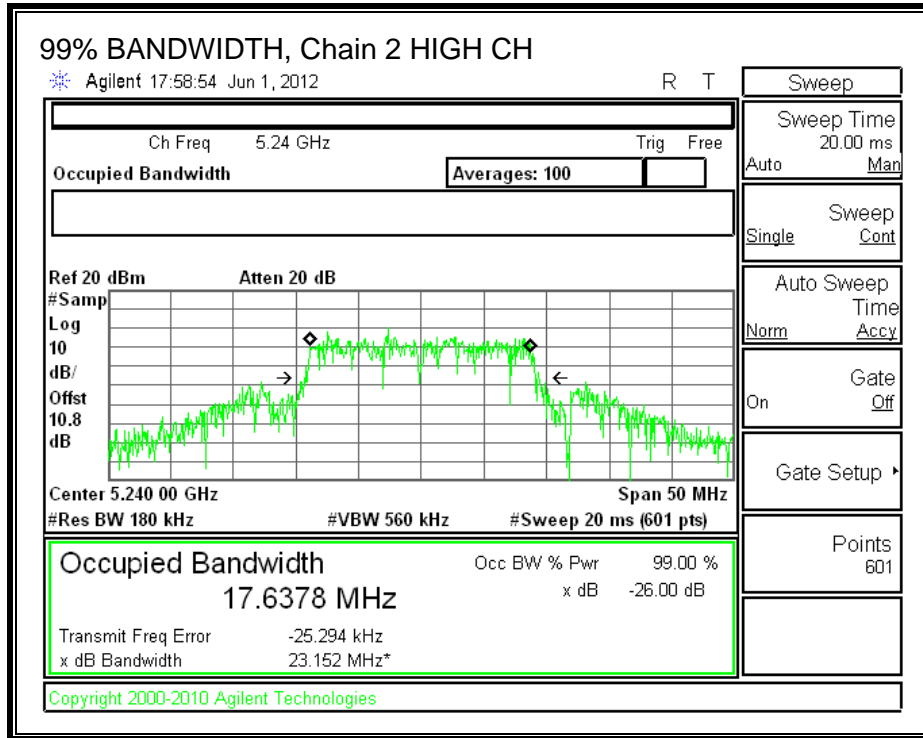 99% BANDWIDTH, Chain 2 HIGH CH
Agilent 17:58:54 Jun 1, 2012 R T
Ch Freq 5.24 GHz Trig Free
Occupied Bandwidth Averages: 100
Ref 20 dBm Atten 20 dB
#Samp
Log
10
dB/
Offst
10.8
dB
Center 5.240 00 GHz Span 50 MHz
#Res BW 180 kHz #VBW 560 kHz #Sweep 20 ms (601 pts)
Occupied Bandwidth Occ BW % Pwr 99.00 %
17.6378 MHz x dB -26.00 dB
Transmit Freq Error -25.294 kHz
x dB Bandwidth 23.152 MHz*
Copyright 2000-2010 Agilent Technologies
Sweep
Sweep Time
20.00 ms
Auto Man
Sweep
Single Cont
Auto Sweep
Time
Norm Accy
Gate
On Off
Gate Setup
Points
601